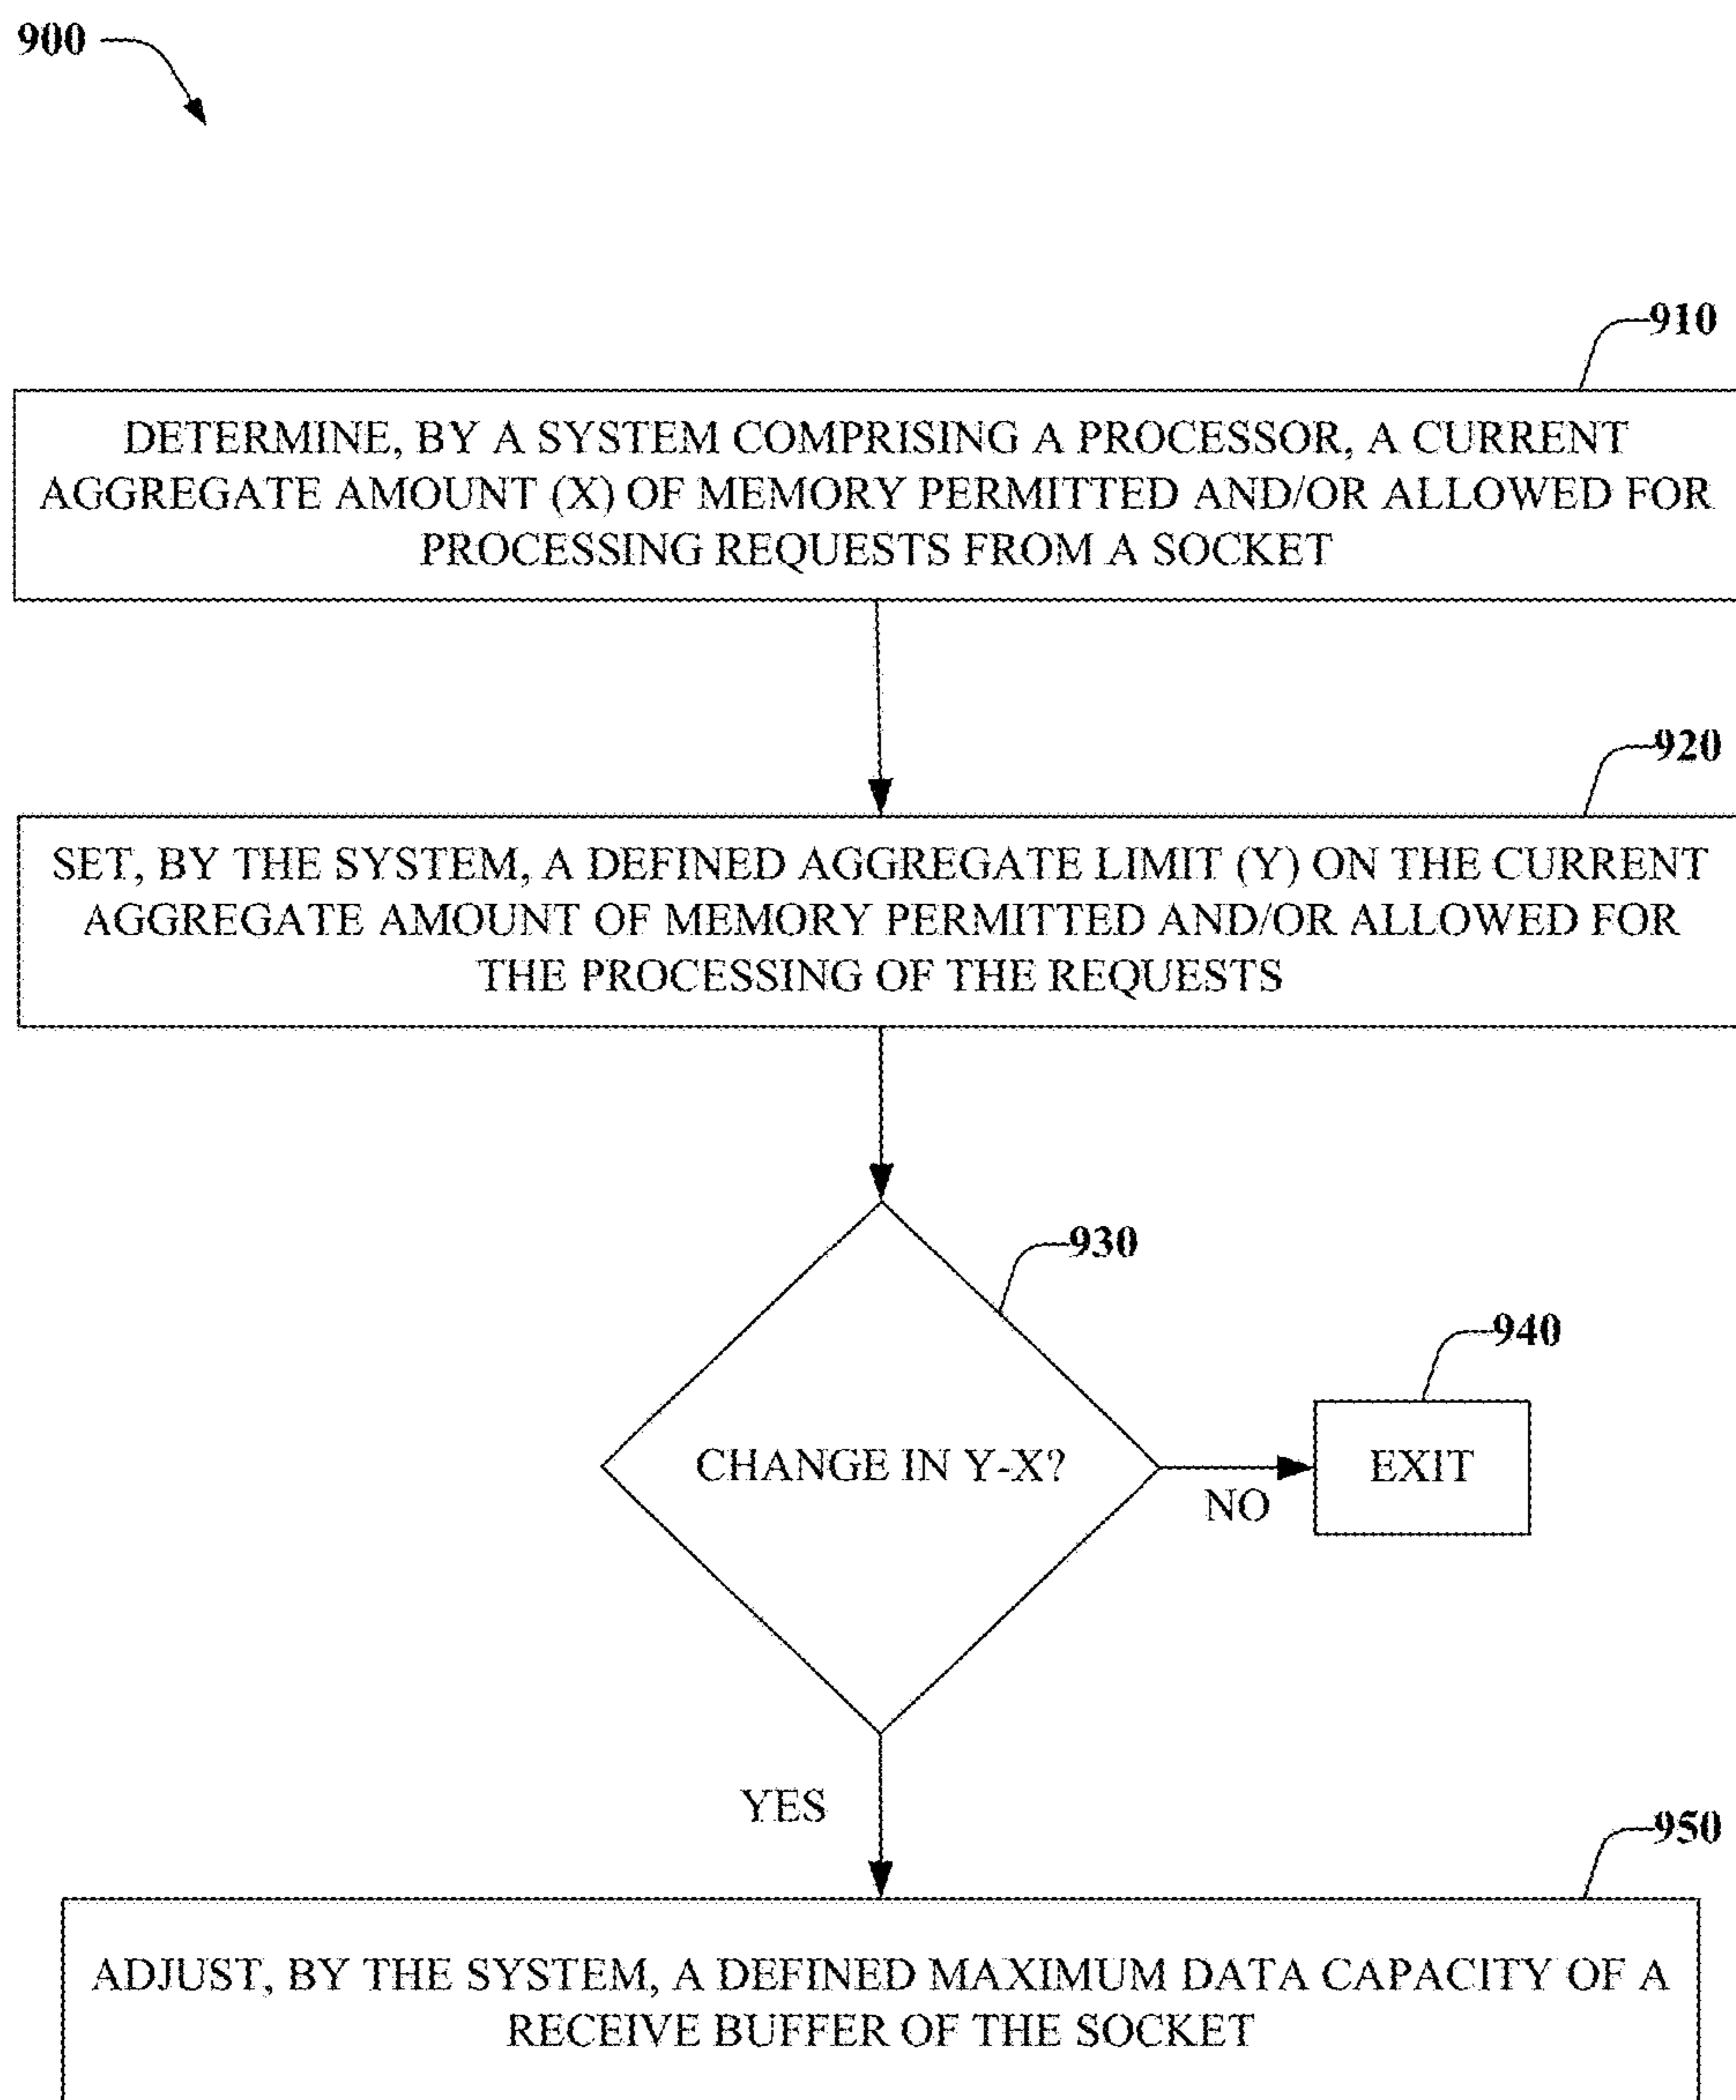 900
910
DETERMINE, BY A SYSTEM COMPRISING A PROCESSOR, A CURRENT
AGGREGATE AMOUNT (X) OF MEMORY PERMITTED AND/OR ALLOWED FOR
PROCESSING REQUESTS FROM A SOCKET
920
SET, BY THE SYSTEM, A DEFINED AGGREGATE LIMIT (Y) ON THE CURRENT
AGGREGATE AMOUNT OF MEMORY PERMITTED AND/OR ALLOWED FOR
THE PROCESSING OF THE REQUESTS
930
940
CHANGE IN Y-X?
EXIT
NO
YES
950
ADJUST, BY THE SYSTEM, A DEFINED MAXIMUM DATA CAPACITY OF A
RECEIVE BUFFER OF THE SOCKET